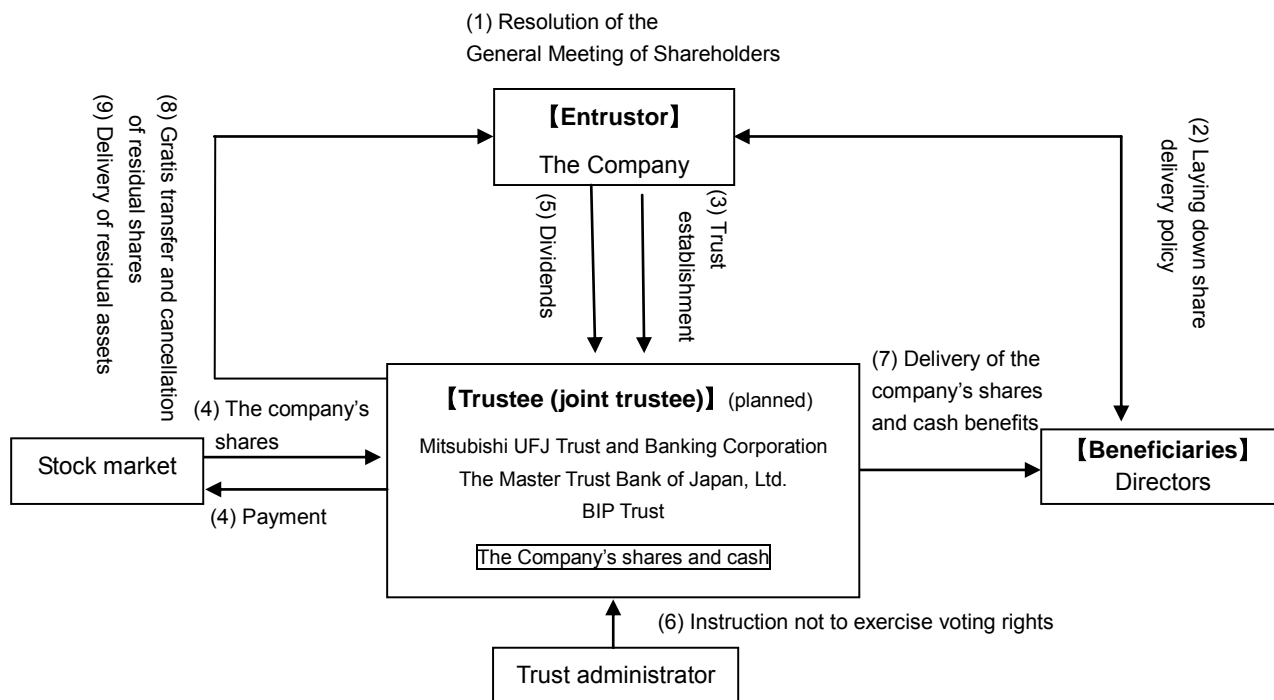 (1) Resolution of the
General Meeting of Shareholders
【Entrustor】
The Company
(9) Delivery of residual assets
(8) Gratis transfer and cancellation
of residual shares
(2) Laying down share
delivery policy
(5) Dividends
(3) Trust
establishment
(4) The company’s
shares
Stock market
(4) Payment
【Trustee (joint trustee)】 (planned)
Mitsubishi UFJ Trust and Banking Corporation
The Master Trust Bank of Japan, Ltd.
BIP Trust
The Company’s shares and cash
(7) Delivery of the
company’s shares
and cash benefits
【Beneficiaries】
Directors
(6) Instruction not to exercise voting rights
Trust administrator